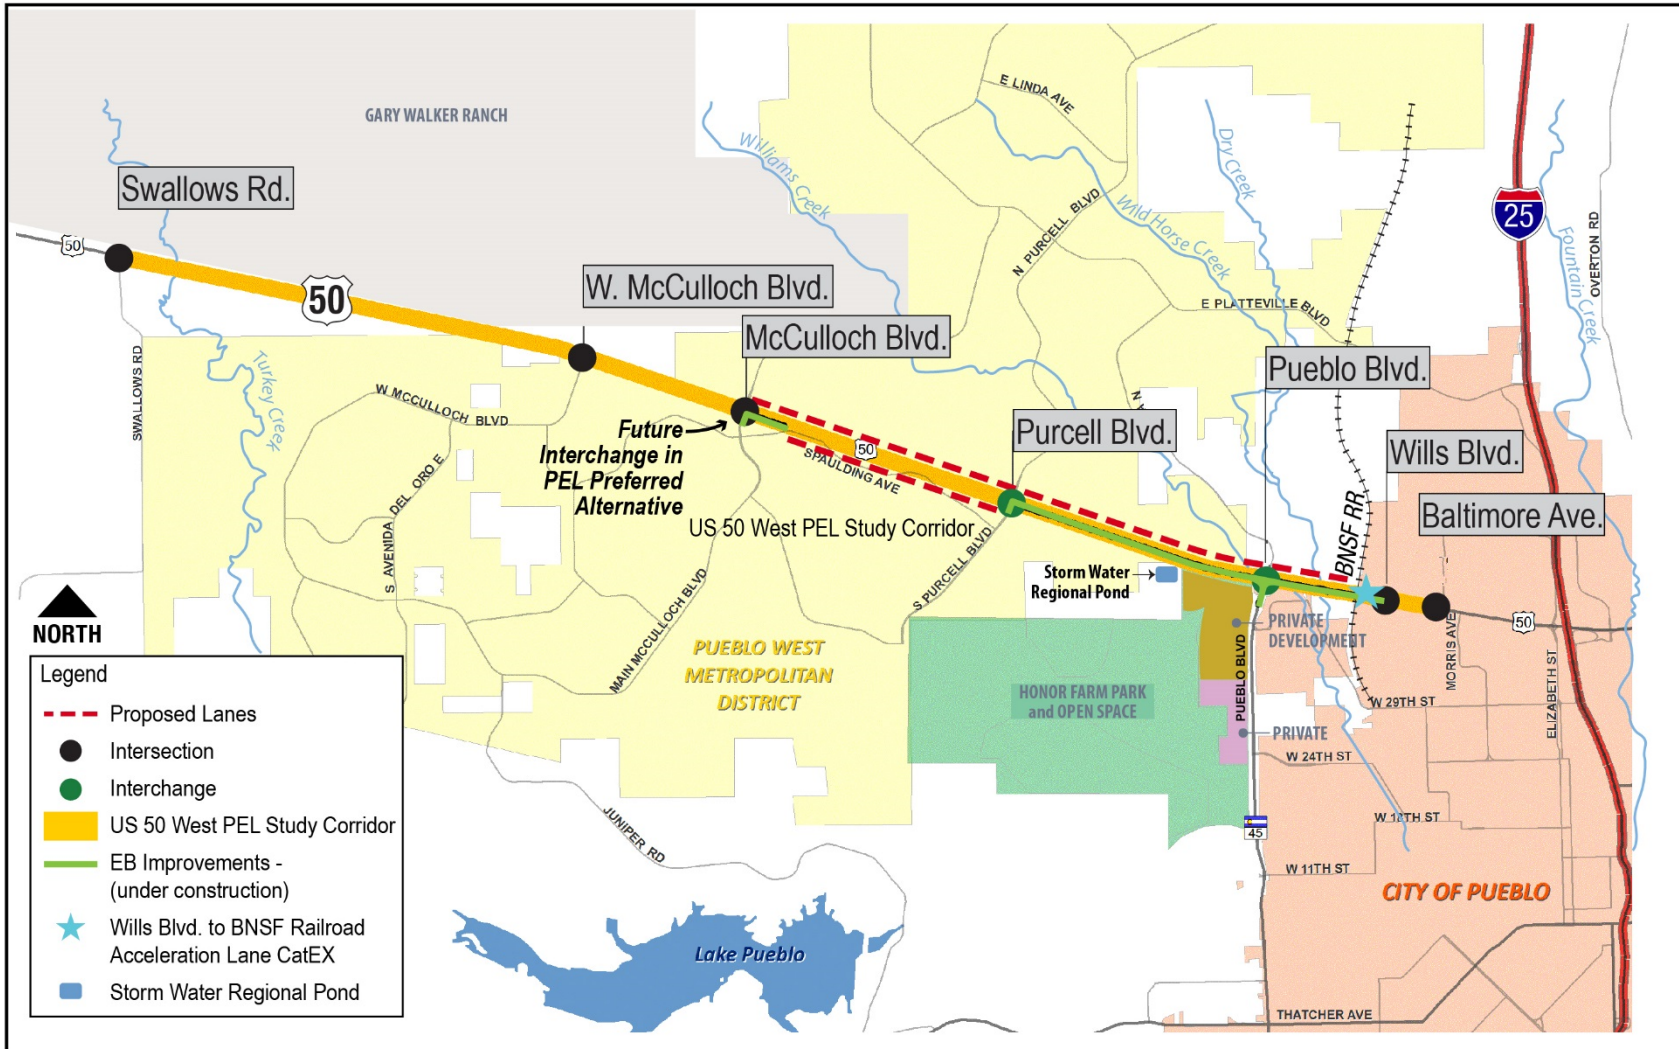 GARY WALKER RANCH
E LINDA AVE
Williams Creek
Dry Creek
Wild Horse Creek
N PURCELL BLVD
Swallows Rd.
25
OVERTON RD
Fountain Creek
50
50
W. McCulloch Blvd.
E PLATTEVILLE BLVD
McCulloch Blvd.
Pueblo Blvd.
SWALLOWS RD
Turkey Creek
W MCCULLOCH BLVD
Future
Interchange in
PEL Preferred
Alternative
50
SPAULDING AVE
Purcell Blvd.
Wills Blvd.
S AVENIDA DEL ORO E
US 50 West PEL Study Corridor
BNSF RR.
Baltimore Ave.
MAIN MCCULLOCH BLVD
S PURCELL BLVD
Storm Water
Regional Pond
NORTH
PUEBLO WEST
METROPOLITAN
DISTRICT
PRIVATE
DEVELOPMENT
50
MORRIS AVE
ELIZABETH ST
PUEBLO BLVD
HONOR FARM PARK
and OPEN SPACE
PRIVATE
W 29TH ST
W 24TH ST
W 18TH ST
45
W 11TH ST
CITY OF PUEBLO
JUNIPER RD
Lake Pueblo
THATCHER AVE
Legend
Proposed Lanes
Intersection
Interchange
US 50 West PEL Study Corridor
EB Improvements -
(under construction)
Wills Blvd. to BNSF Railroad
Acceleration Lane CatEX
Storm Water Regional Pond